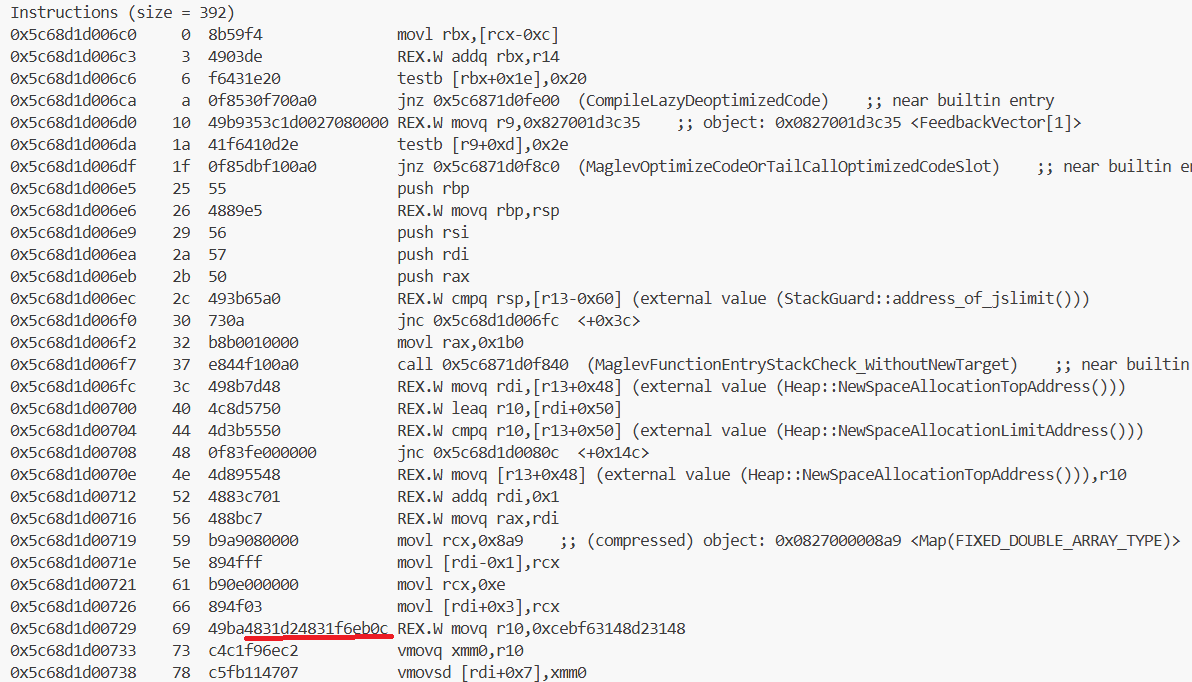 Instructions (size = 392)
0x5c68d1d006c0 0 8b59f4 movl rbx,[rcx-0xc]
0x5c68d1d006c3 3 4903de REX.W addq rbx,r14
0x5c68d1d006c6 6 f6431e20 testb [rbx+0x1e],0x20
0x5c68d1d006ca a 0f8530f700a0 jnz 0x5c6871d0fe00 (CompileLazyDeoptimizedCode) ;; near builtin entry
0x5c68d1d006d0 10 49b9353c1d0027080000 REX.W movq r9,0x827001d3c35 ;; object: 0x0827001d3c35 <FeedbackVector[1]>
0x5c68d1d006da 1a 41f6410d2e testb [r9+0xd],0x2e
0x5c68d1d006df 1f 0f85dbf100a0 jnz 0x5c6871d0f8c0 (MaglevOptimizeCodeOrTailCallOptimizedCodeSlot) ;; near builtin en
0x5c68d1d006e5 25 55 push rbp
0x5c68d1d006e6 26 4889e5 REX.W movq rbp,rsp
0x5c68d1d006e9 29 56 push rsi
0x5c68d1d006ea 2a 57 push rdi
0x5c68d1d006eb 2b 50 push rax
0x5c68d1d006ec 2c 493b65a0 REX.W cmpq rsp,[r13-0x60] (external value (StackGuard::address_of_jslimit()))
0x5c68d1d006f0 30 730a jnc 0x5c68d1d006fc <+0x3c>
0x5c68d1d006f2 32 b8b0010000 movl rax,0x1b0
0x5c68d1d006f7 37 e844f100a0 call 0x5c6871d0f840 (MaglevFunctionEntryStackCheck_WithoutNewTarget) ;; near builtin
0x5c68d1d006fc 3c 498b7d48 REX.W movq rdi,[r13+0x48] (external value (Heap::NewSpaceAllocationTopAddress()))
0x5c68d1d00700 40 4c8d5750 REX.W leaq r10,[rdi+0x50]
0x5c68d1d00704 44 4d3b5550 REX.W cmpq r10,[r13+0x50] (external value (Heap::NewSpaceAllocationLimitAddress()))
0x5c68d1d00708 48 0f83fe000000 jnc 0x5c68d1d0080c <+0x14c>
0x5c68d1d0070e 4e 4d895548 REX.W movq [r13+0x48] (external value (Heap::NewSpaceAllocationTopAddress())),r10
0x5c68d1d00712 52 4883c701 REX.W addq rdi,0x1
0x5c68d1d00716 56 488bc7 REX.W movq rax,rdi
0x5c68d1d00719 59 b9a9080000 movl rcx,0x8a9 ;; (compressed) object: 0x0827000008a9 <Map(FIXED_DOUBLE_ARRAY_TYPE)>
0x5c68d1d0071e 5e 894fff movl [rdi-0x1],rcx
0x5c68d1d00721 61 b90e000000 movl rcx,0xe
0x5c68d1d00726 66 894f03 movl [rdi+0x3],rcx
0x5c68d1d00729 69 49ba4831d24831f6eb0c REX.W movq r10,0xcebf63148d23148
0x5c68d1d00733 73 c4c1f96ec2 vmovq xmm0,r10
0x5c68d1d00738 78 c5fb114707 vmovsd [rdi+0x7],xmm0